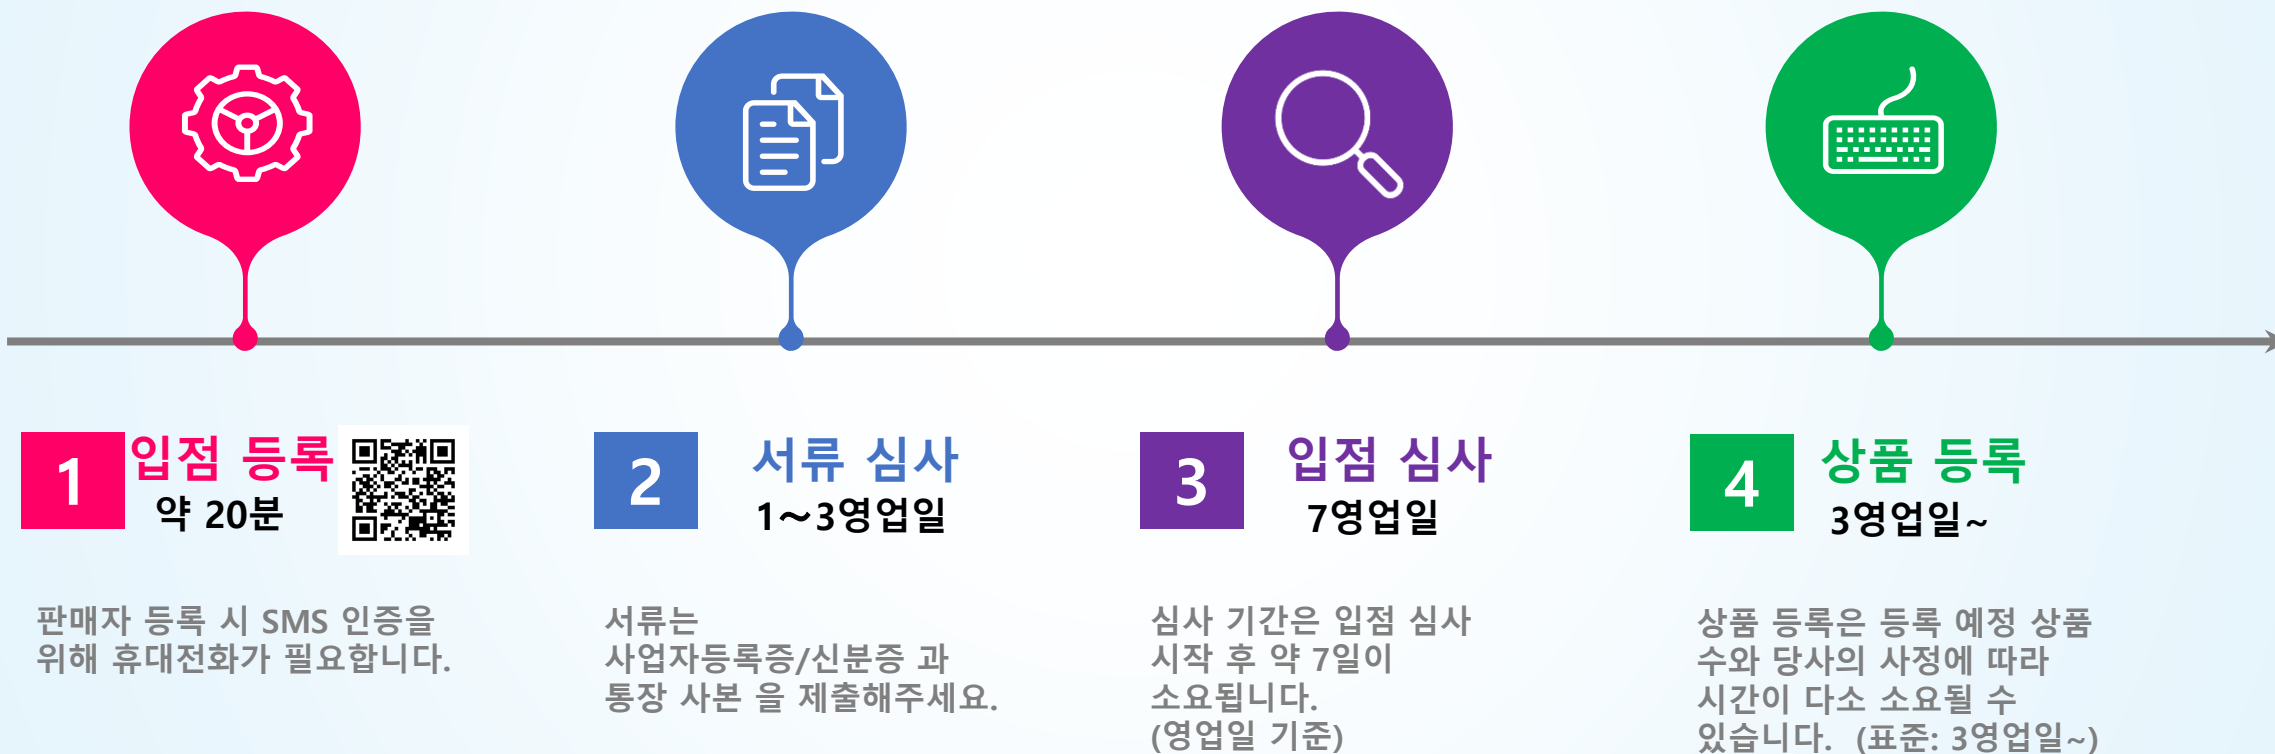 1
입점 등록
약 20분
판매자 등록 시 SMS 인증을
위해 휴대전화가 필요합니다.
2
서류 심사
1～3영업일
서류는
사업자등록증/신분증 과
통장 사본 을 제출해주세요.
3
입점 심사
7영업일
심사 기간은 입점 심사
시작 후 약 7일이
소요됩니다.
(영업일 기준)
4
상품 등록
3영업일~
상품 등록은 등록 예정 상품
수와 당사의 사정에 따라
시간이 다소 소요될 수
있습니다. (표준: 3영업일~)